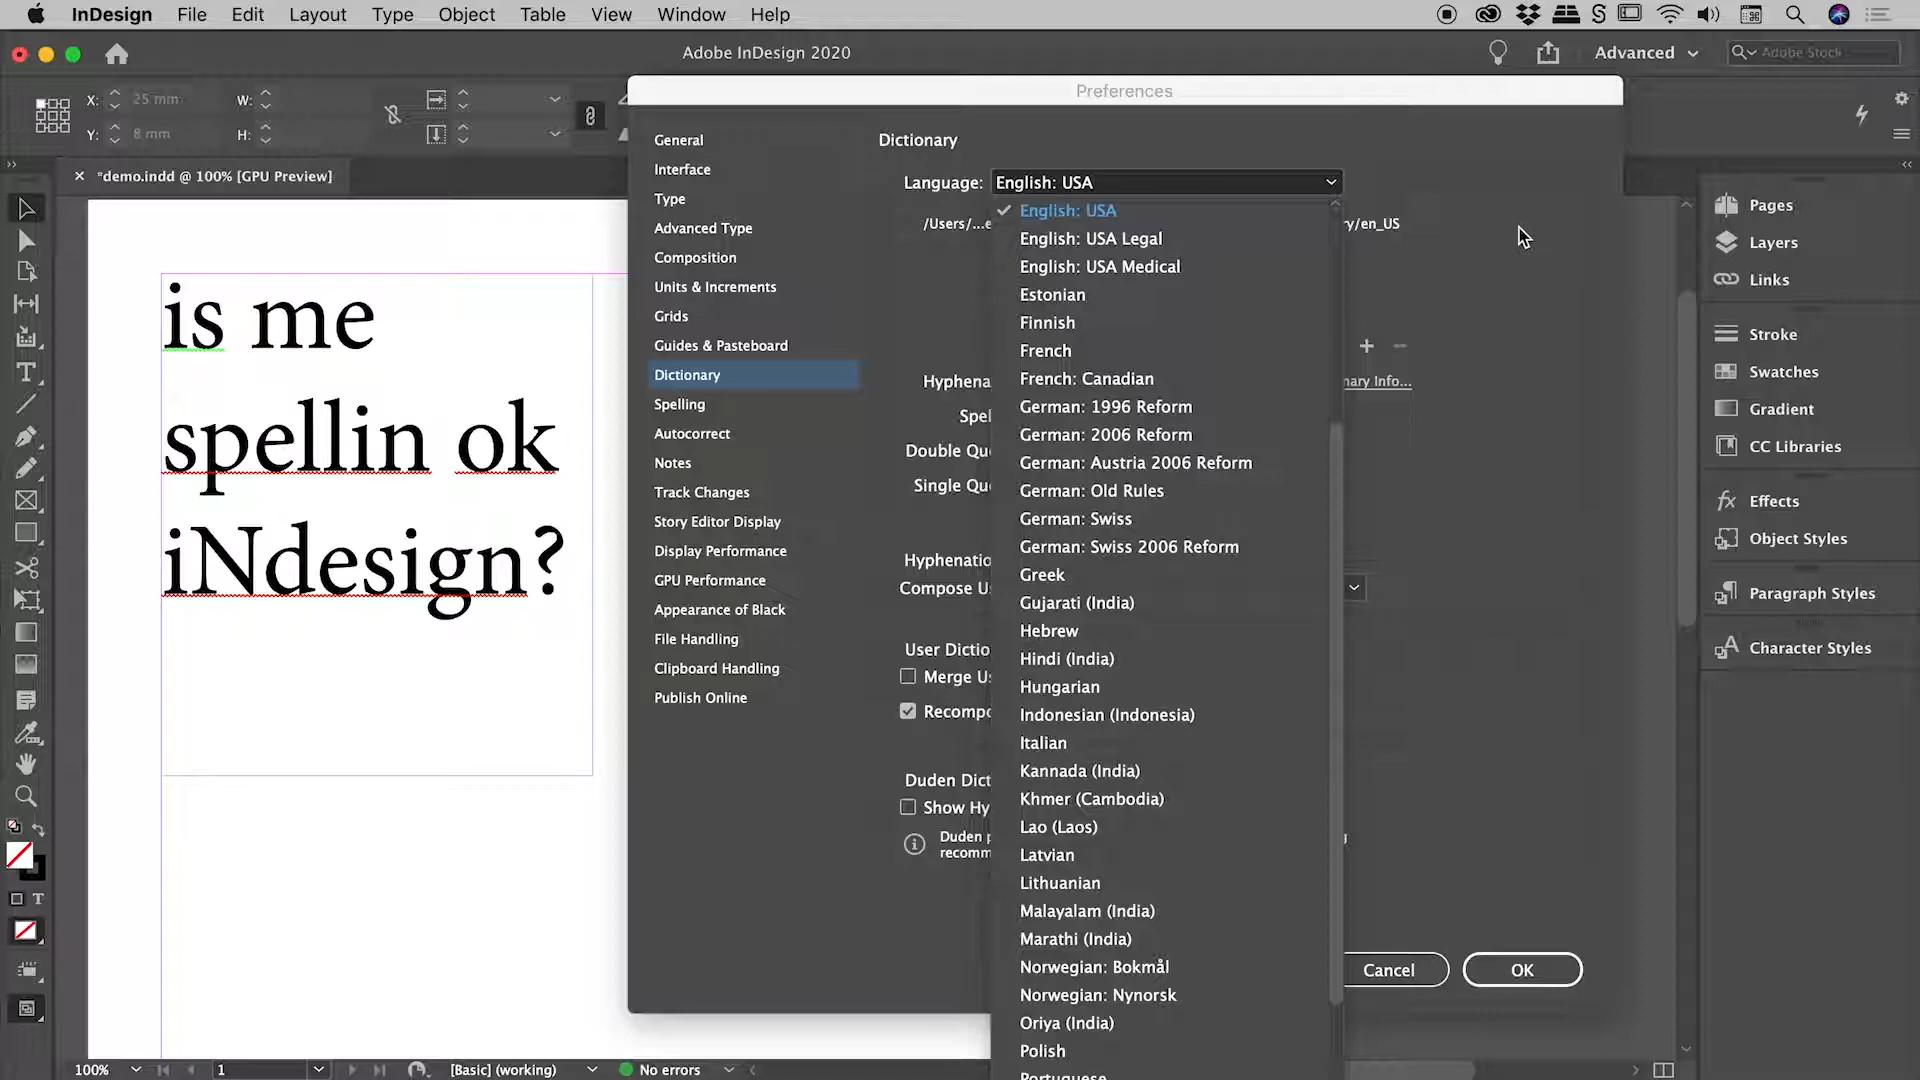 InDesign File Edit Layout Type Object Table View Window Help
Adobe InDesign 2020
Advanced
Adobe Stock
X: 25 mm W:
Y: 8 mm H:
*demo.indd @ 100% [GPU Preview]
is me
spellin ok
iNdesign?
Preferences
General
Interface
Type
Advanced Type
Composition
Units & Increments
Grids
Guides & Pasteboard
Dictionary
Spelling
Autocorrect
Notes
Track Changes
Story Editor Display
Display Performance
GPU Performance
Appearance of Black
File Handling
Clipboard Handling
Publish Online
Dictionary
Language: English: USA
/Users/...e
ry/en_US
Hyphena
nary Info...
Spel
Double Qu
Single Qu
Hyphenatio
Compose U
User Dictio
Merge Us
Recompo
Duden Dict
Show Hy
Duden p
recomm
English: USA
English: USA Legal
English: USA Medical
Estonian
Finnish
French
French: Canadian
German: 1996 Reform
German: 2006 Reform
German: Austria 2006 Reform
German: Old Rules
German: Swiss
German: Swiss 2006 Reform
Greek
Gujarati (India)
Hebrew
Hindi (India)
Hungarian
Indonesian (Indonesia)
Italian
Kannada (India)
Khmer (Cambodia)
Lao (Laos)
Latvian
Lithuanian
Malayalam (India)
Marathi (India)
Norwegian: Bokmål
Norwegian: Nynorsk
Oriya (India)
Polish
Portuguese
Cancel
OK
Pages
Layers
Links
Stroke
Swatches
Gradient
CC Libraries
Effects
Object Styles
Paragraph Styles
Character Styles
100% 1 [Basic] (working) No errors